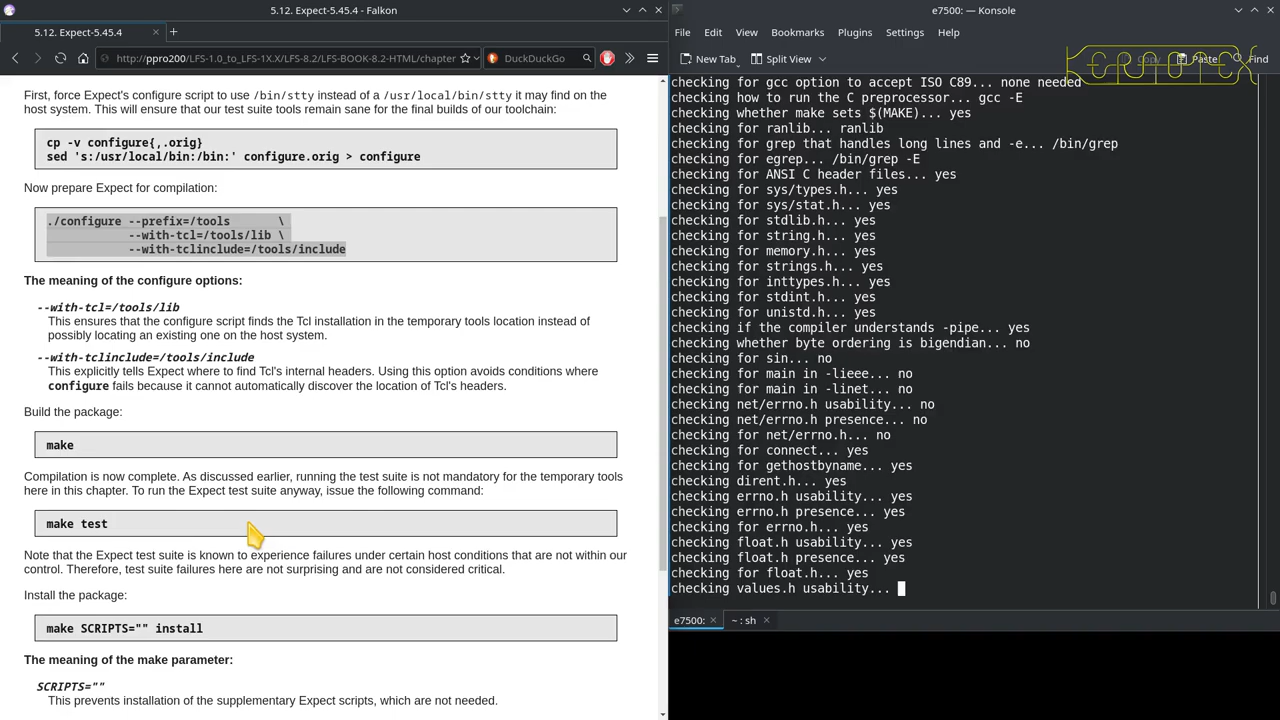 5.12. Expect-5.45.4 - Falkon
5.12. Expect-5.45.4
http://ppro200/LFS-1.0_to_LFS-1X.X/LFS-8.2/LFS-BOOK-8.2-HTML/chapter
DuckDuckGo
First, force Expect's configure script to use /bin/stty instead of a /usr/local/bin/stty it may find on the
host system. This will ensure that our test suite tools remain sane for the final builds of our toolchain:
cp -v configure{,.orig}
sed 's:/usr/local/bin:/bin:' configure.orig > configure
Now prepare Expect for compilation:
./configure --prefix=/tools \
--with-tcl=/tools/lib \
--with-tclinclude=/tools/include
The meaning of the configure options:
--with-tcl=/tools/lib
This ensures that the configure script finds the Tcl installation in the temporary tools location instead of
possibly locating an existing one on the host system.
--with-tclinclude=/tools/include
This explicitly tells Expect where to find Tcl's internal headers. Using this option avoids conditions where
configure fails because it cannot automatically discover the location of Tcl's headers.
Build the package:
make
Compilation is now complete. As discussed earlier, running the test suite is not mandatory for the temporary tools
here in this chapter. To run the Expect test suite anyway, issue the following command:
make test
Note that the Expect test suite is known to experience failures under certain host conditions that are not within our
control. Therefore, test suite failures here are not surprising and are not considered critical.
Install the package:
make SCRIPTS="" install
The meaning of the make parameter:
SCRIPTS=""
This prevents installation of the supplementary Expect scripts, which are not needed.
e7500: — Konsole
File Edit View Bookmarks Plugins Settings Help
New Tab Split View Copy Paste Find
checking for gcc option to accept ISO C89... none needed
checking how to run the C preprocessor... gcc -E
checking whether make sets $(MAKE)... yes
checking for ranlib... ranlib
checking for grep that handles long lines and -e... /bin/grep
checking for egrep... /bin/grep -E
checking for ANSI C header files... yes
checking for sys/types.h... yes
checking for sys/stat.h... yes
checking for stdlib.h... yes
checking for string.h... yes
checking for memory.h... yes
checking for strings.h... yes
checking for inttypes.h... yes
checking for stdint.h... yes
checking for unistd.h... yes
checking if the compiler understands -pipe... yes
checking whether byte ordering is bigendian... no
checking for sin... no
checking for main in -lieee... no
checking for main in -linet... no
checking net/errno.h usability... no
checking net/errno.h presence... no
checking for net/errno.h... no
checking for connect... yes
checking for gethostbyname... yes
checking dirent.h... yes
checking errno.h usability... yes
checking errno.h presence... yes
checking for errno.h... yes
checking float.h usability... yes
checking float.h presence... yes
checking for float.h... yes
checking values.h usability...
e7500:
~ : sh